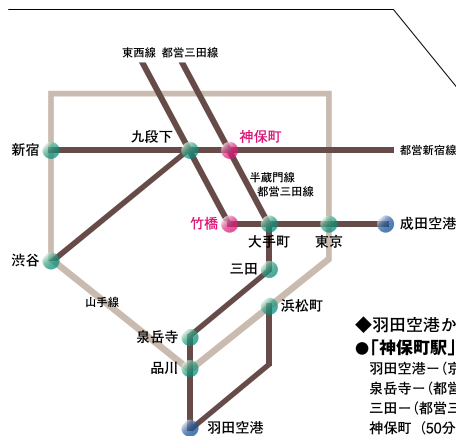 東西線 都営三田線
九段下 神保町
新宿 都営新宿線
半蔵門線
都営三田線
竹橋 成田空港
大手町 東京
渋谷 三田
山手線 浜松町
泉岳寺
品川
羽田空港
◆羽田空港か
●「神保町駅」
羽田空港ー(京
泉岳寺ー(都営
三田ー(都営三
神保町(50分